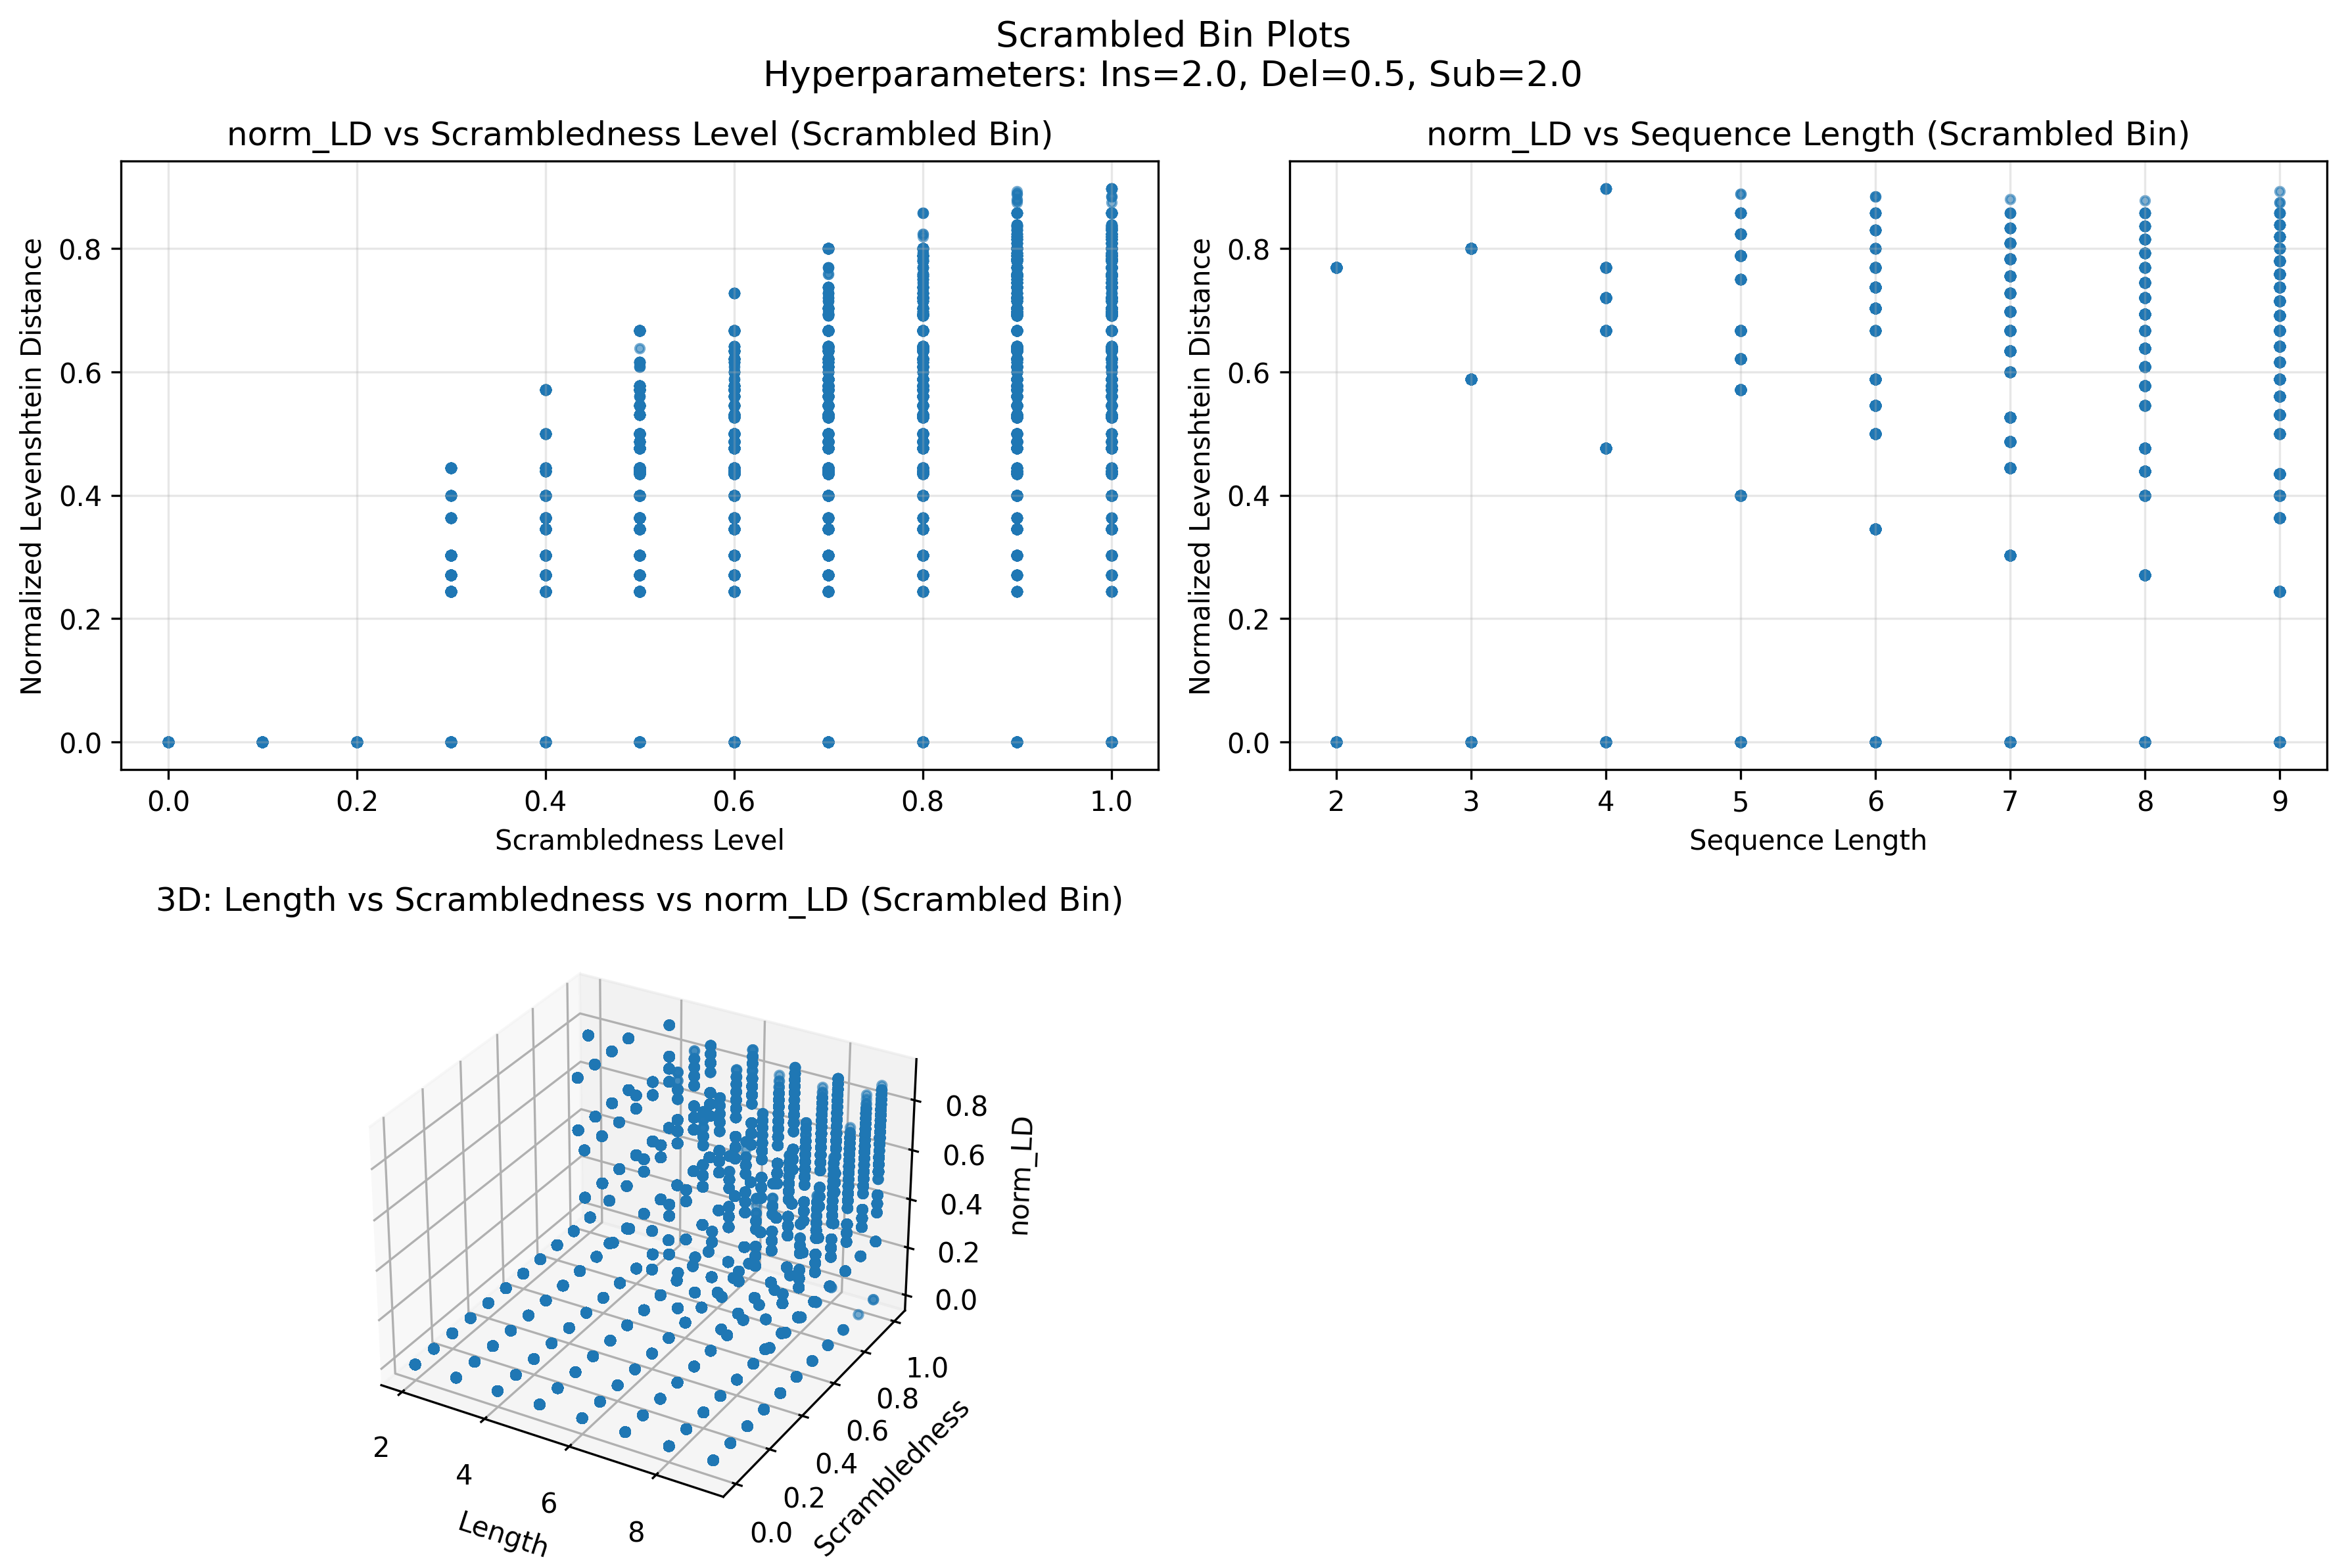 Scrambled Bin Plots
Hyperparameters: Ins=2.0, Del=0.5, Sub=2.0
norm_LD vs Scrambledness Level (Scrambled Bin)
Normalized Levenshtein Distance
0.8
0.6
0.4
0.2
0.0
0.0 0.2 0.4 0.6 0.8 1.0
Scrambledness Level
norm_LD vs Sequence Length (Scrambled Bin)
Normalized Levenshtein Distance
0.8
0.6
0.4
0.2
0.0
2 3 4 5 6 7 8 9
Sequence Length
3D: Length vs Scrambledness vs norm_LD (Scrambled Bin)
0.8
0.6
0.4
0.2
0.0
norm_LD
1.0
0.8
0.6
0.4
0.2
0.0
Scrambledness
2
4
6
8
Length